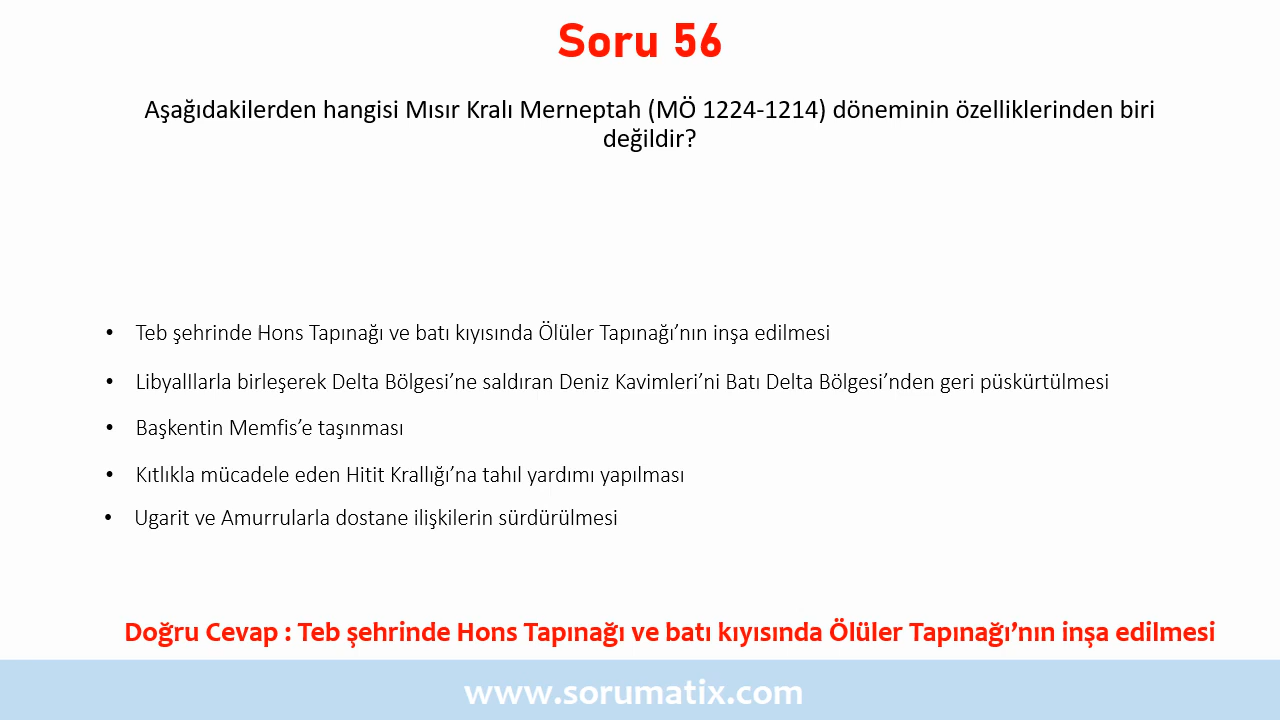 Soru 56
Aşağıdakilerden hangisi Mısır Kralı Merneptah (MÖ 1224-1214) döneminin özelliklerinden biri
değildir?
• Teb şehrinde Hons Tapınağı ve batı kıyısında Ölüler Tapınağı’nın inşa edilmesi
• LibyalIlarla birleşerek Delta Bölgesi’ne saldıran Deniz Kavimleri’ni Batı Delta Bölgesi’nden geri püskürtülmesi
• Başkentin Memfis’e taşınması
• Kıtlıkla mücadele eden Hitit Krallığı’na tahıl yardımı yapılması
• Ugarit ve Amurrularla dostane ilişkilerin sürdürülmesi
Doğru Cevap : Teb şehrinde Hons Tapınağı ve batı kıyısında Ölüler Tapınağı’nın inşa edilmesi
www.sorumatix.com